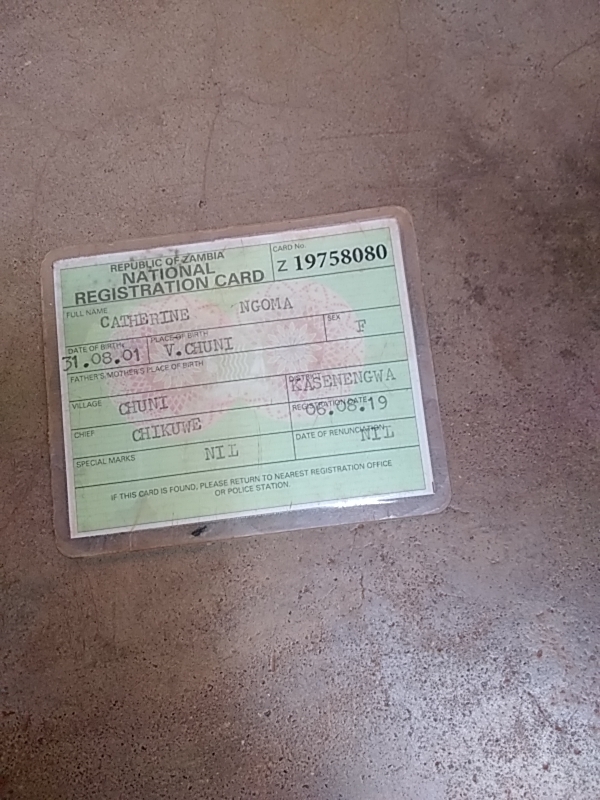 REPUBLIC OF ZAMBIA
NATIONAL
REGISTRATION CARD
CARD No.
Z 19758080
FULL NAME
CATHERINE NGOMA
DATE OF BIRTH
31.08.01
PLACE OF BIRTH
V.CHUNI
SEX
F
FATHER'S/MOTHER'S PLACE OF BIRTH
VILLAGE
CHUNI
DISTRICT
KASENENGWA
CHIEF
CHIKUWE
REGISTRATION DATE
06.08.19
SPECIAL MARKS
NIL
DATE OF RENUNCIATION
NIL
IF THIS CARD IS FOUND, PLEASE RETURN TO NEAREST REGISTRATION OFFICE
OR POLICE STATION.